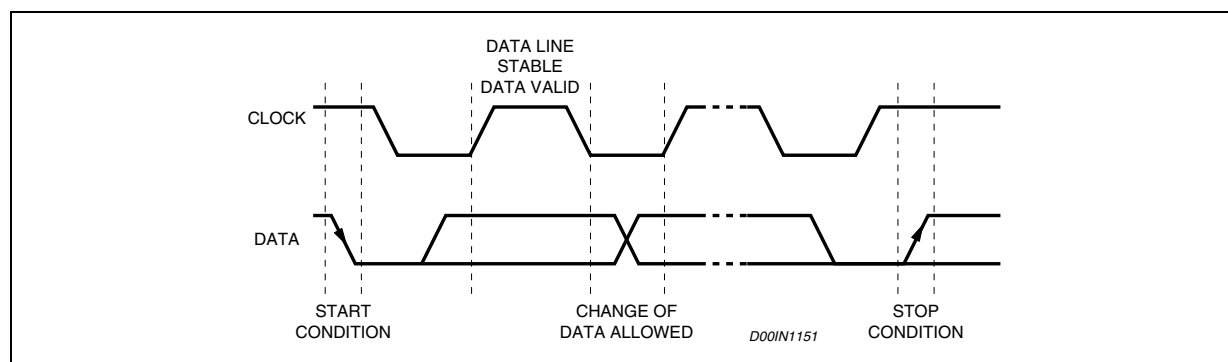 DATA LINE
STABLE
DATA VALID
CLOCK
DATA
START
CONDITION
CHANGE OF
DATA ALLOWED
D00IN1151
STOP
CONDITION